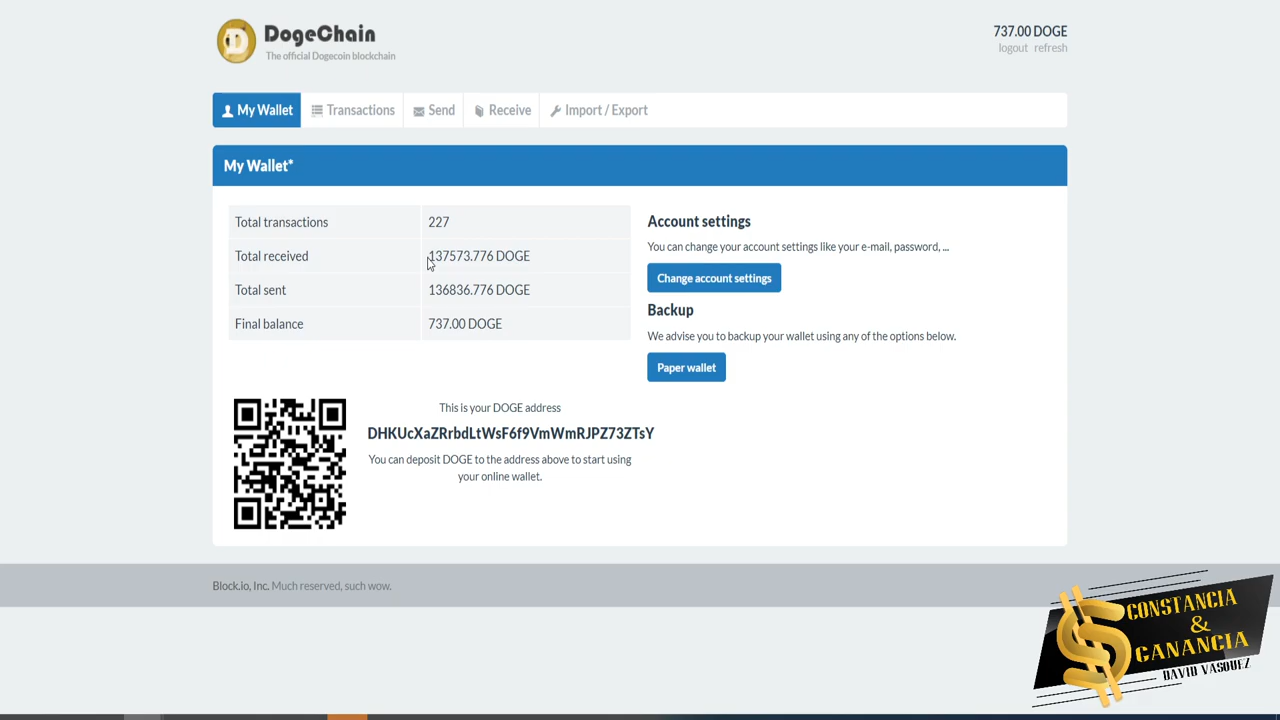 DogeChain
The official Dogecoin blockchain
737.00 DOGE
logout refresh
My Wallet Transactions Send Receive Import / Export
My Wallet*
Total transactions 227
Total received 137573.776 DOGE
Total sent 136836.776 DOGE
Final balance 737.00 DOGE
Account settings
You can change your account settings like your e-mail, password, ...
Change account settings
Backup
We advise you to backup your wallet using any of the options below.
Paper wallet
This is your DOGE address
DHKUcXaZRrbdLtWsF6f9VmWmRJPZ73ZTsY
You can deposit DOGE to the address above to start using
your online wallet.
Block.io, Inc. Much reserved, such wow.
CONSTANCIA
&
GANANCIA
DAVID VASQUEZ